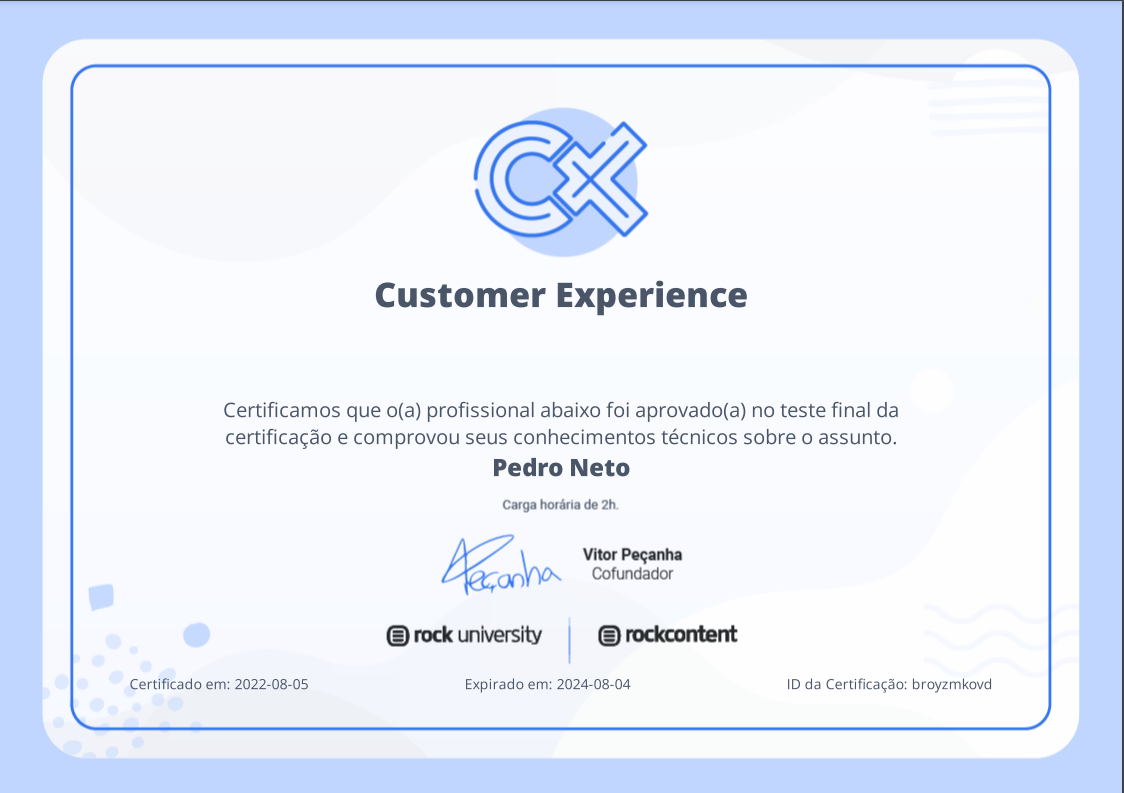 CX
Customer Experience
Certificamos que o(a) profissional abaixo foi aprovado(a) no teste final da
certificação e comprovou seus conhecimentos técnicos sobre o assunto.
Pedro Neto
Carga horária de 2h.
Peçanha
Vitor Peçanha
Cofundador
rock university
rockcontent
Certificado em: 2022-08-05
Expirado em: 2024-08-04
ID da Certificação: broyzmkovd